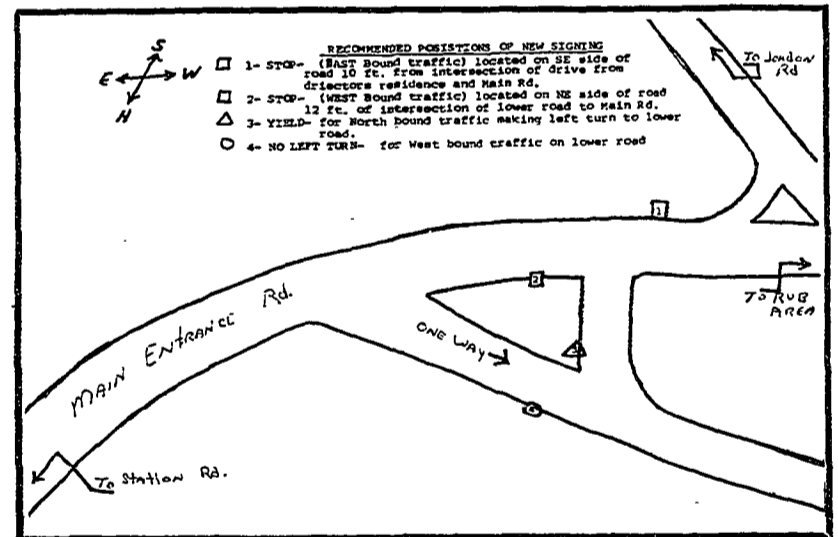 RECOMMENDED POSISTIONS OF NEW SIGNING
1- STOP- (EAST Bound traffic) located on SE side of
road 10 ft. from intersection of drive from
driectors residence and Main Rd.
2- STOP- (WEST Bound traffic) located on NE side of road
12 ft. of intersection of lower road to Main Rd.
3- YIELD- for North bound traffic making left turn to lower
road.
4- NO LEFT TURN- for West bound traffic on lower road
S
E W
N
To London
Rd
1
2
TO RUB
AREA
ONE WAY
3
4
MAIN ENTRANCE Rd.
To Station Rd.